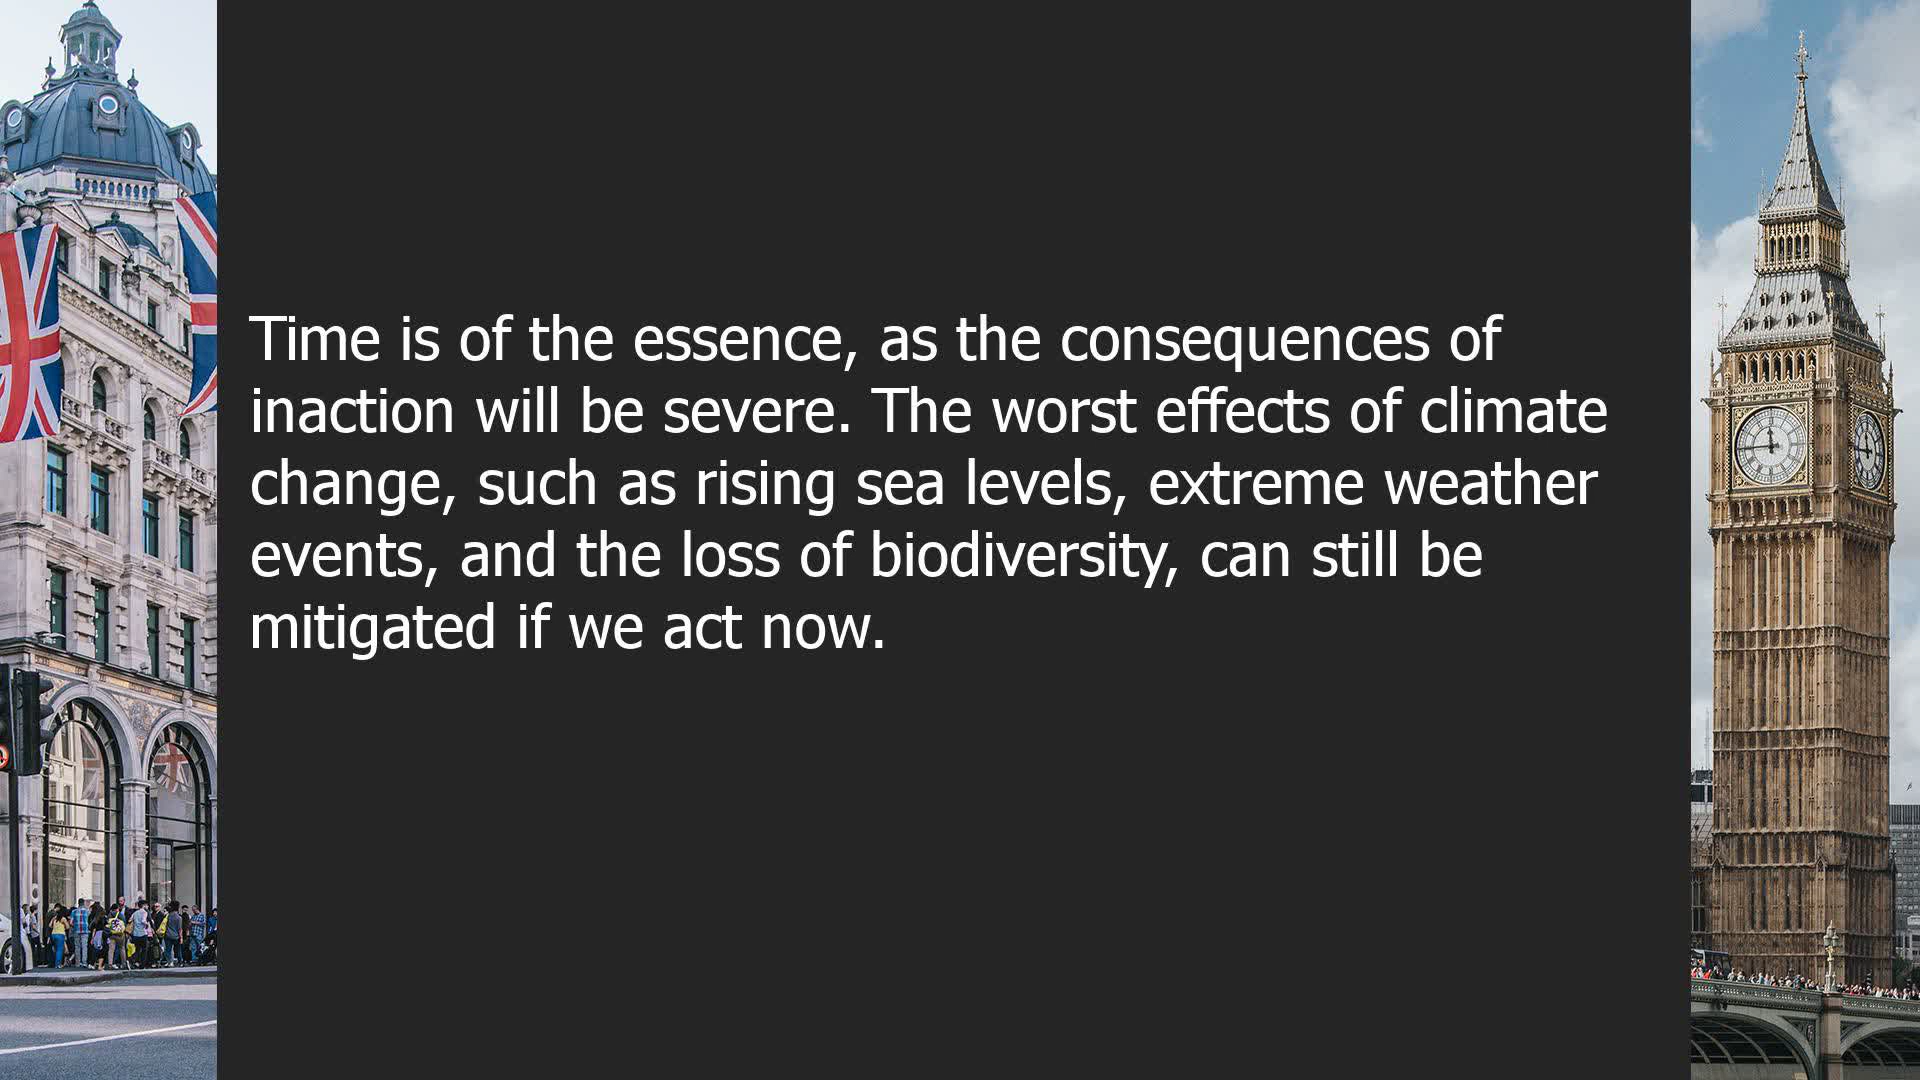 Time is of the essence, as the consequences of
inaction will be severe. The worst effects of climate
change, such as rising sea levels, extreme weather
events, and the loss of biodiversity, can still be
mitigated if we act now.